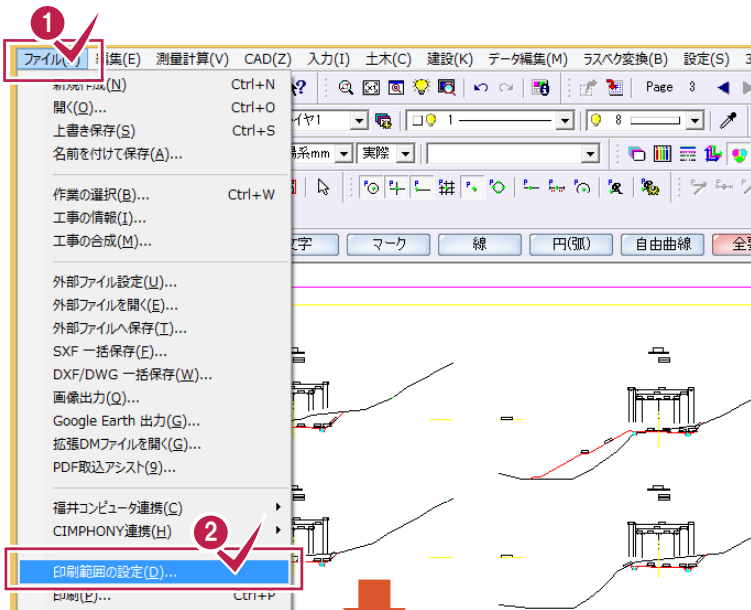 1
ファイル 集(E) 測量計算(V) CAD(Z) 入力(I) 土木(C) 建設(K) データ編集(M) ラスベク変換(B) 設定(S) 3
新規作成(N) Ctrl+N
Page 3
開く(O)... Ctrl+O
イヤ1 1 8
上書き保存(S) Ctrl+S
名前を付けて保存(A)...
系mm 実際
作業の選択(B)... Ctrl+W
工事の情報(I)...
工事の合成(M)...
文字 マーク 線 円(弧) 自由曲線 全要
外部ファイル設定(U)...
外部ファイルを開く(E)...
外部ファイルへ保存(T)...
SXF 一括保存(F)...
DXF/DWG 一括保存(W)...
画像出力(Q)...
Google Earth 出力(G)...
拡張DMファイルを開く(G)...
PDF取込アシスト(9)...
福井コンピュータ連携(C)
CIMPHONY連携(H)
2
印刷範囲の設定(D)...
印刷(P)... Ctrl+P